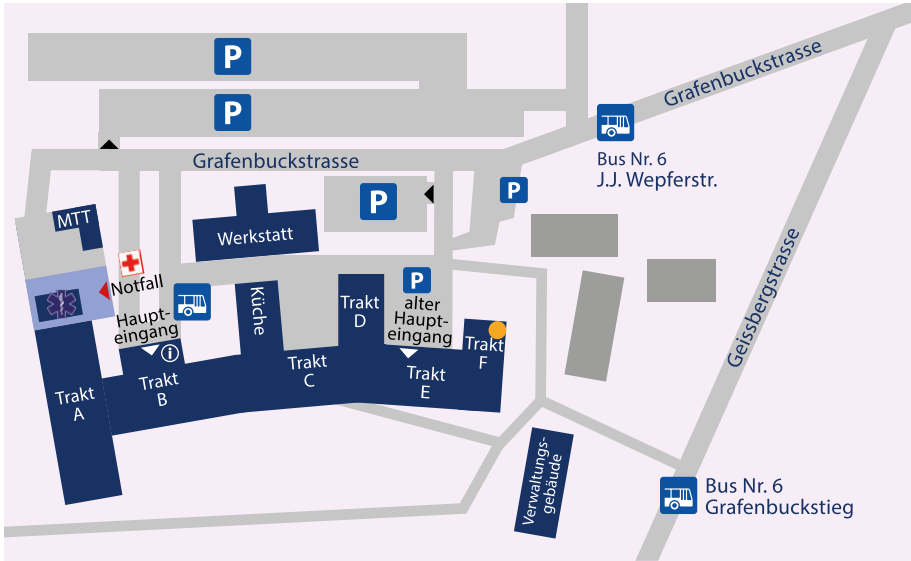 P
P
Grafenbuckstrasse
Bus Nr. 6
J.J. Wepferstr.
Grafenbuckstrasse
P
P
MTT
Werkstatt
Notfall
Haupt-
eingang
i
P
alter
Haupt-
eingang
Küche
Trakt
D
Trakt
F
Trakt
A
Trakt
B
Trakt
C
Trakt
E
Geissbergstrasse
Verwaltungs-
gebäude
Bus Nr. 6
Grafenbuckstieg